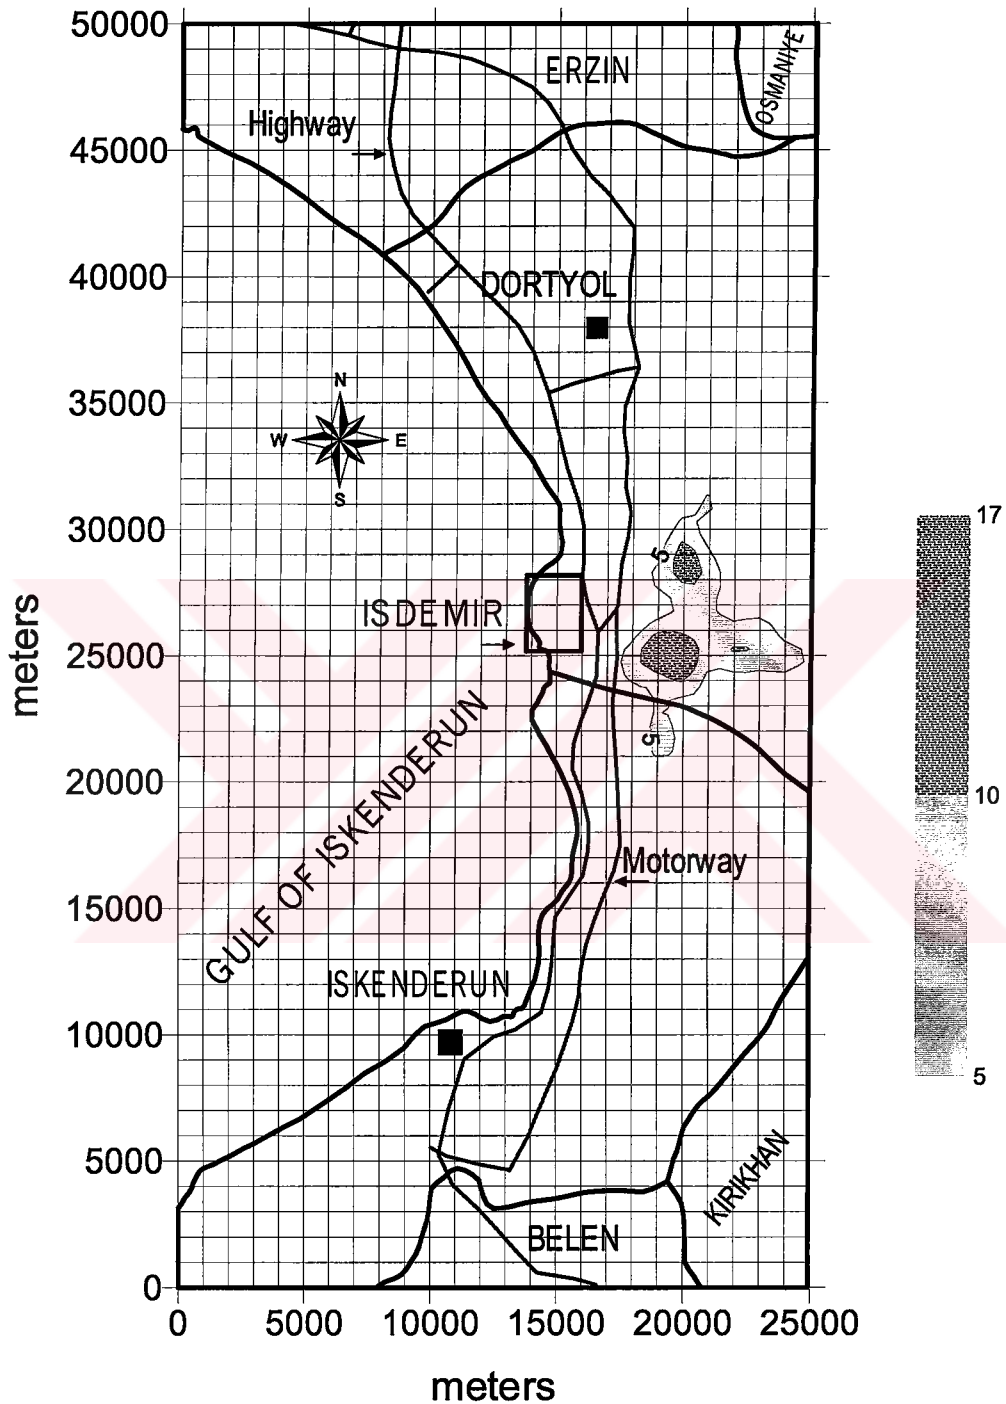 50000
45000
40000
35000
30000
25000
20000
15000
10000
5000
0
meters
0 5000 10000 15000 20000 25000
meters
ERZIN
OSMANIYE
Highway
DORTYOL
N
W E
S
ISDEMIR
5
5
GULF OF ISKENDERUN
Motorway
ISKENDERUN
KIRIKHAN
BELEN
17
10
5